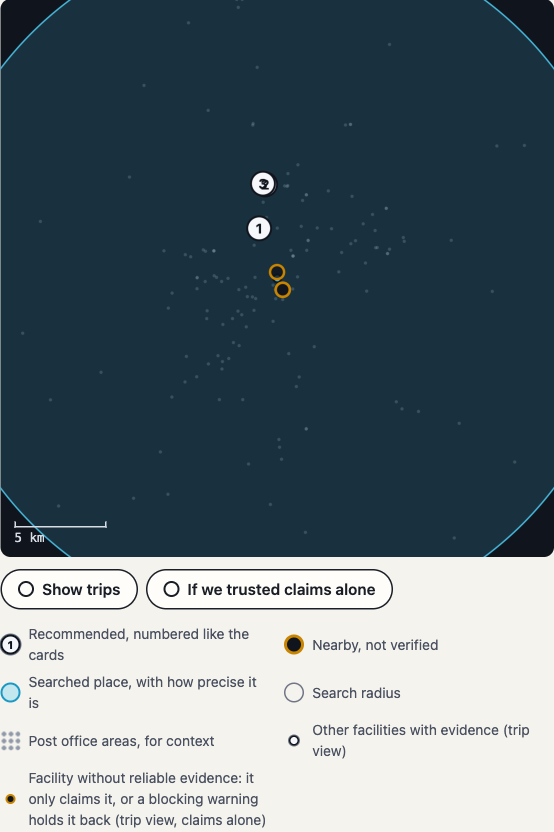 3
1
5 km
Show trips
If we trusted claims alone
1
Recommended, numbered like the
cards
Nearby, not verified
Searched place, with how precise it
is
Search radius
Post office areas, for context
Other facilities with evidence (trip
view)
Facility without reliable evidence: it
only claims it, or a blocking warning
holds it back (trip view, claims alone)